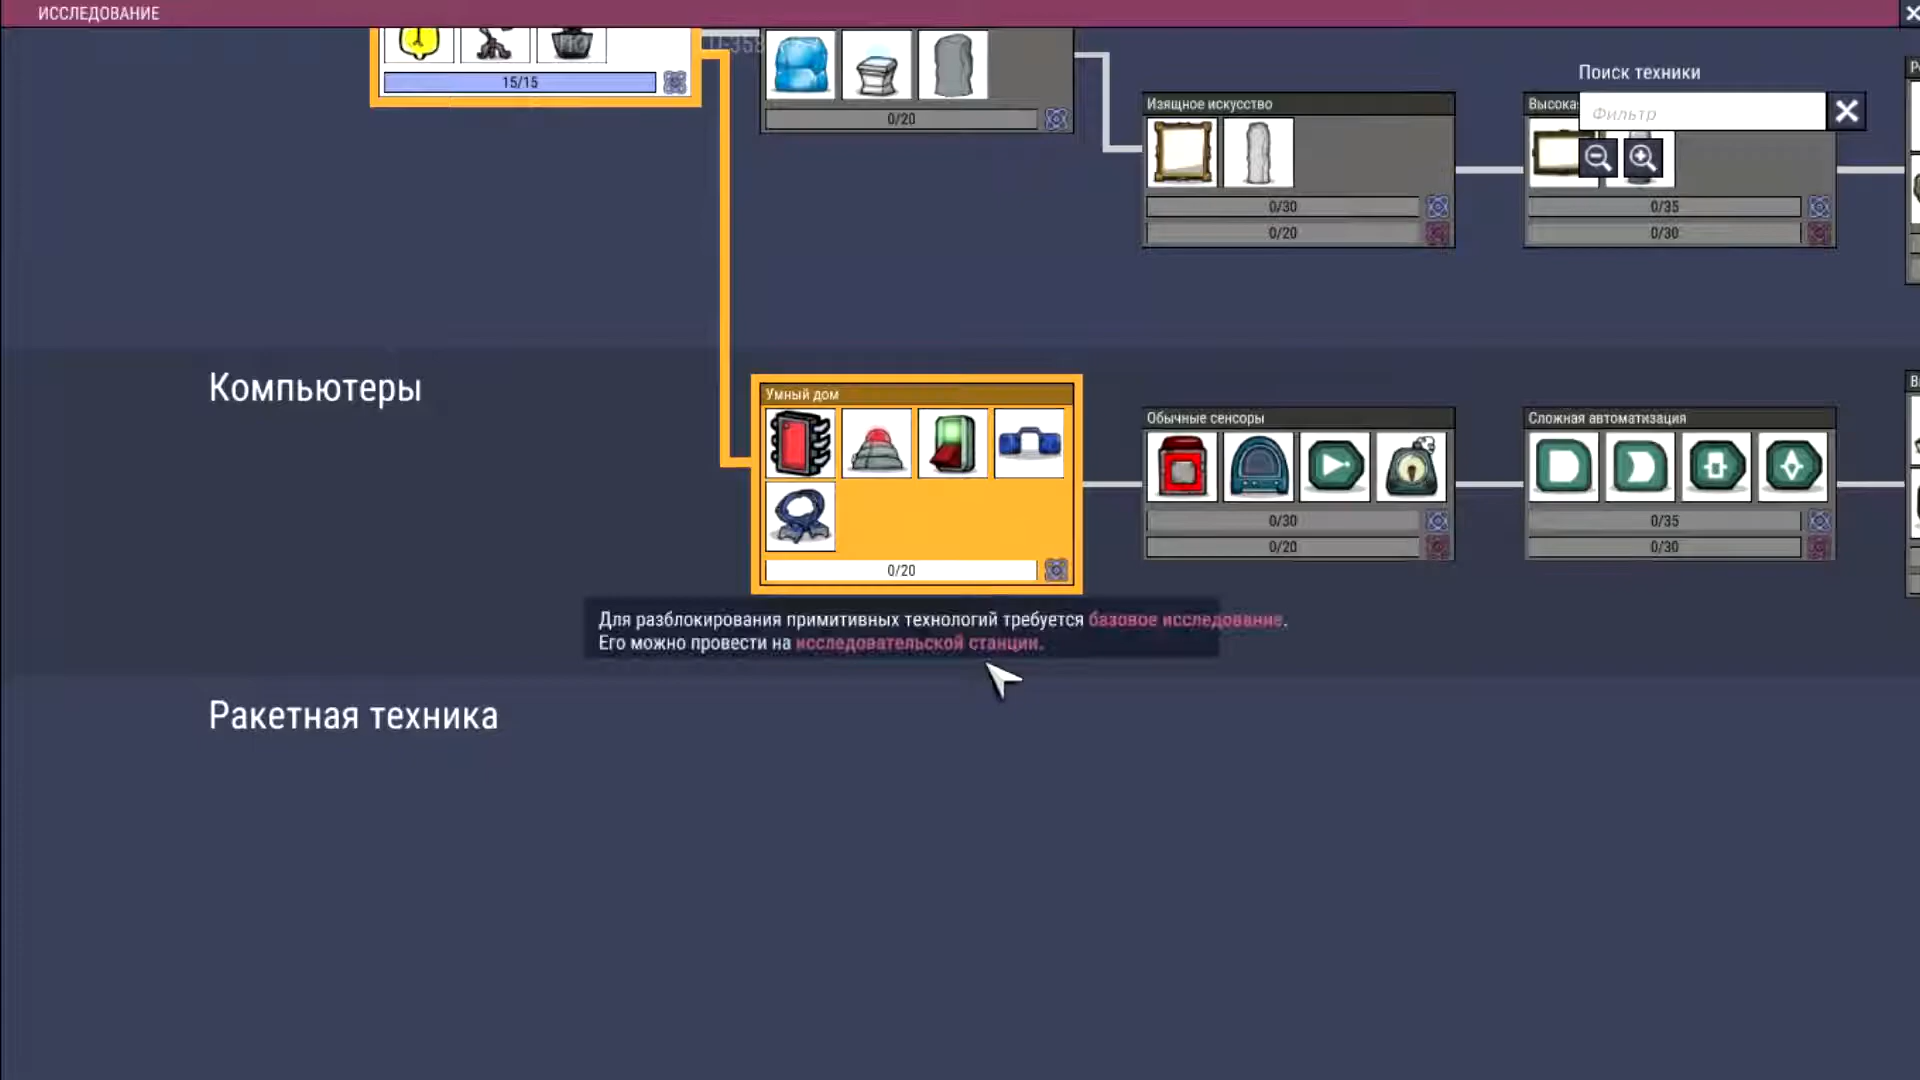 ИССЛЕДОВАНИЕ
15/15
0/20
Поиск техники
Фильтр
Изящное искусство
0/30
0/20
0/35
0/30
Компьютеры
Умный дом
0/20
Обычные сенсоры
0/30
0/20
Сложная автоматизация
0/35
0/30
Для разблокирования примитивных технологий требуется базовое исследование.
Его можно провести на исследовательской станции.
Ракетная техника